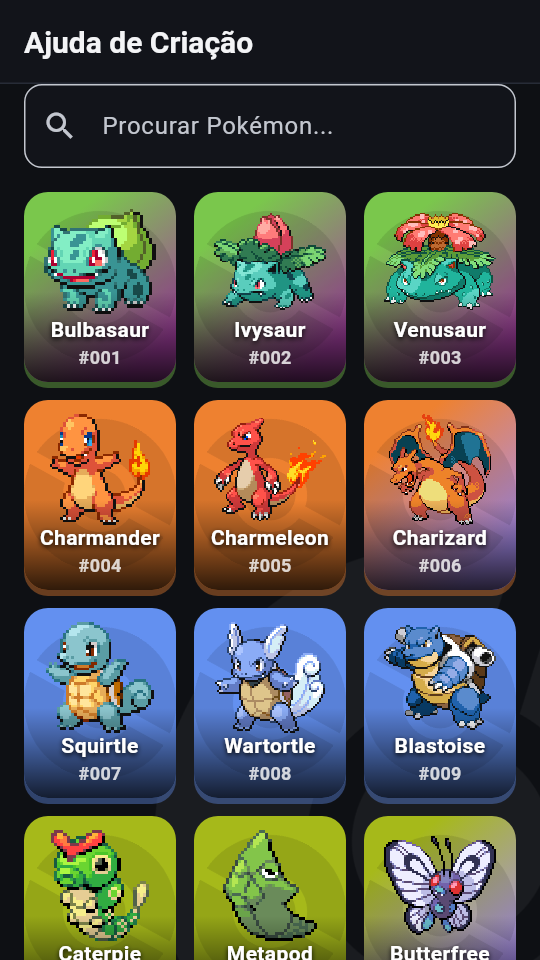 Ajuda de Criação
Procurar Pokémon...
Bulbasaur
#001
Ivysaur
#002
Venusaur
#003
Charmander
#004
Charmeleon
#005
Charizard
#006
Squirtle
#007
Wartortle
#008
Blastoise
#009
Caterpie
Metapod
Butterfree